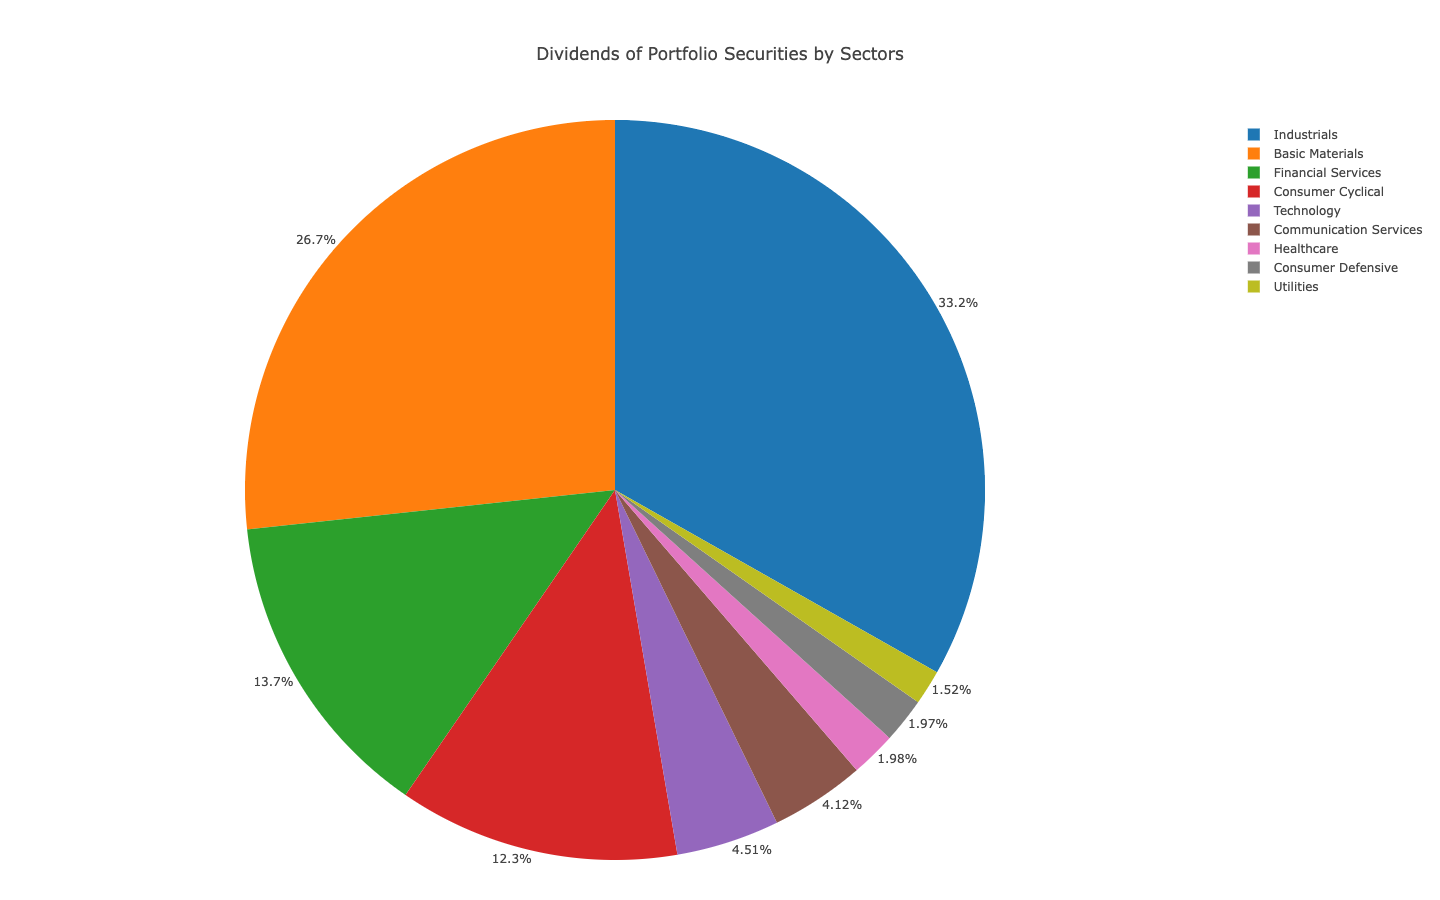 Dividends of Portfolio Securities by Sectors
Industrials
Basic Materials
Financial Services
Consumer Cyclical
Technology
Communication Services
Healthcare
Consumer Defensive
Utilities
26.7%
33.2%
13.7%
1.52%
1.97%
1.98%
4.12%
4.51%
12.3%